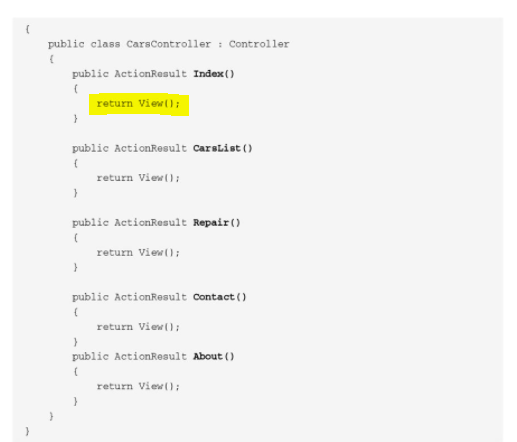 {
public class CarsController : Controller
{
public ActionResult Index()
{
return View();
}
public ActionResult CarsList()
{
return View();
}
public ActionResult Repair()
{
return View();
}
public ActionResult Contact()
{
return View();
}
public ActionResult About()
{
return View();
}
}
}